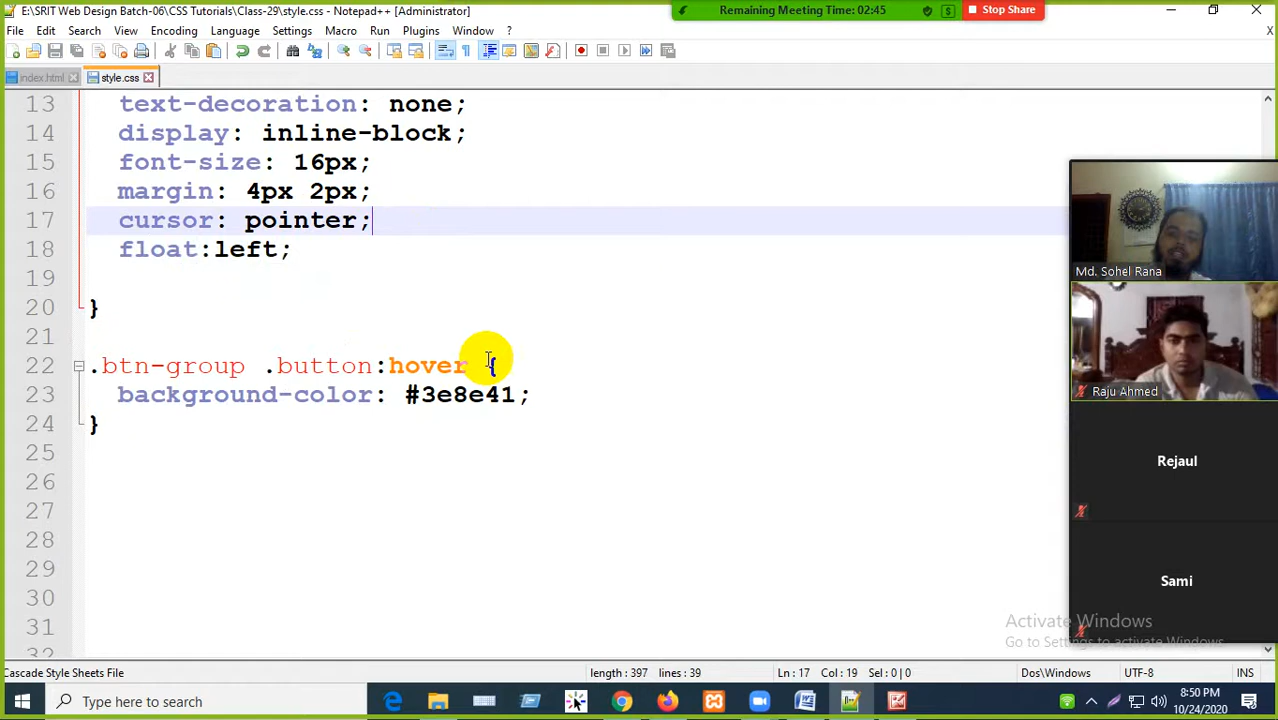 E:\SRIT Web Design Batch-06\CSS Tutorials\Class-29\style.css - Notepad++ [Administrator]
Remaining Meeting Time: 02:45
Stop Share
File Edit Search View Encoding Language Settings Macro Run Plugins Window ? X
index.html style.css
13 text-decoration: none;
14 display: inline-block;
15 font-size: 16px;
16 margin: 4px 2px;
17 cursor: pointer;
18 float:left;
19
20 }
21
22 .btn-group .button:hover {
23 background-color: #3e8e41;
24 }
25
26
27
28
29
30
31
32
Md. Sohel Rana
Raju Ahmed
Rejaul
Sami
Activate Windows
Go to Settings to activate Windows.
Cascade Style Sheets File length : 397 lines : 39 Ln : 17 Col : 19 Sel : 0 | 0 Dos\Windows UTF-8 INS
Type here to search
8:50 PM
10/24/2020